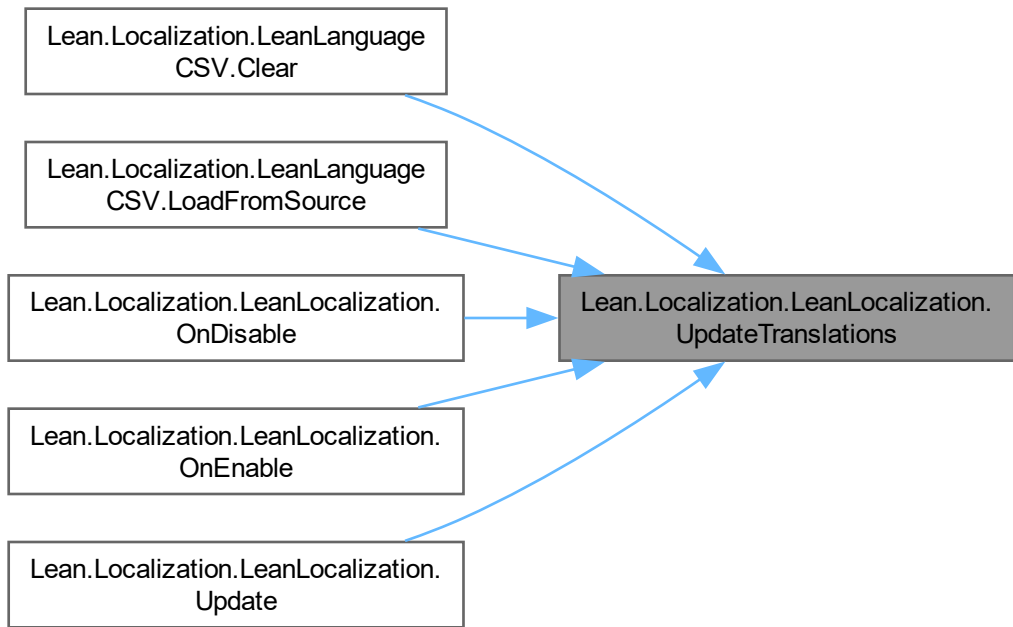 Lean.Localization.LeanLanguage
CSV.Clear
Lean.Localization.LeanLanguage
CSV.LoadFromSource
Lean.Localization.LeanLocalization.
OnDisable
Lean.Localization.LeanLocalization.
UpdateTranslations
Lean.Localization.LeanLocalization.
OnEnable
Lean.Localization.LeanLocalization.
Update